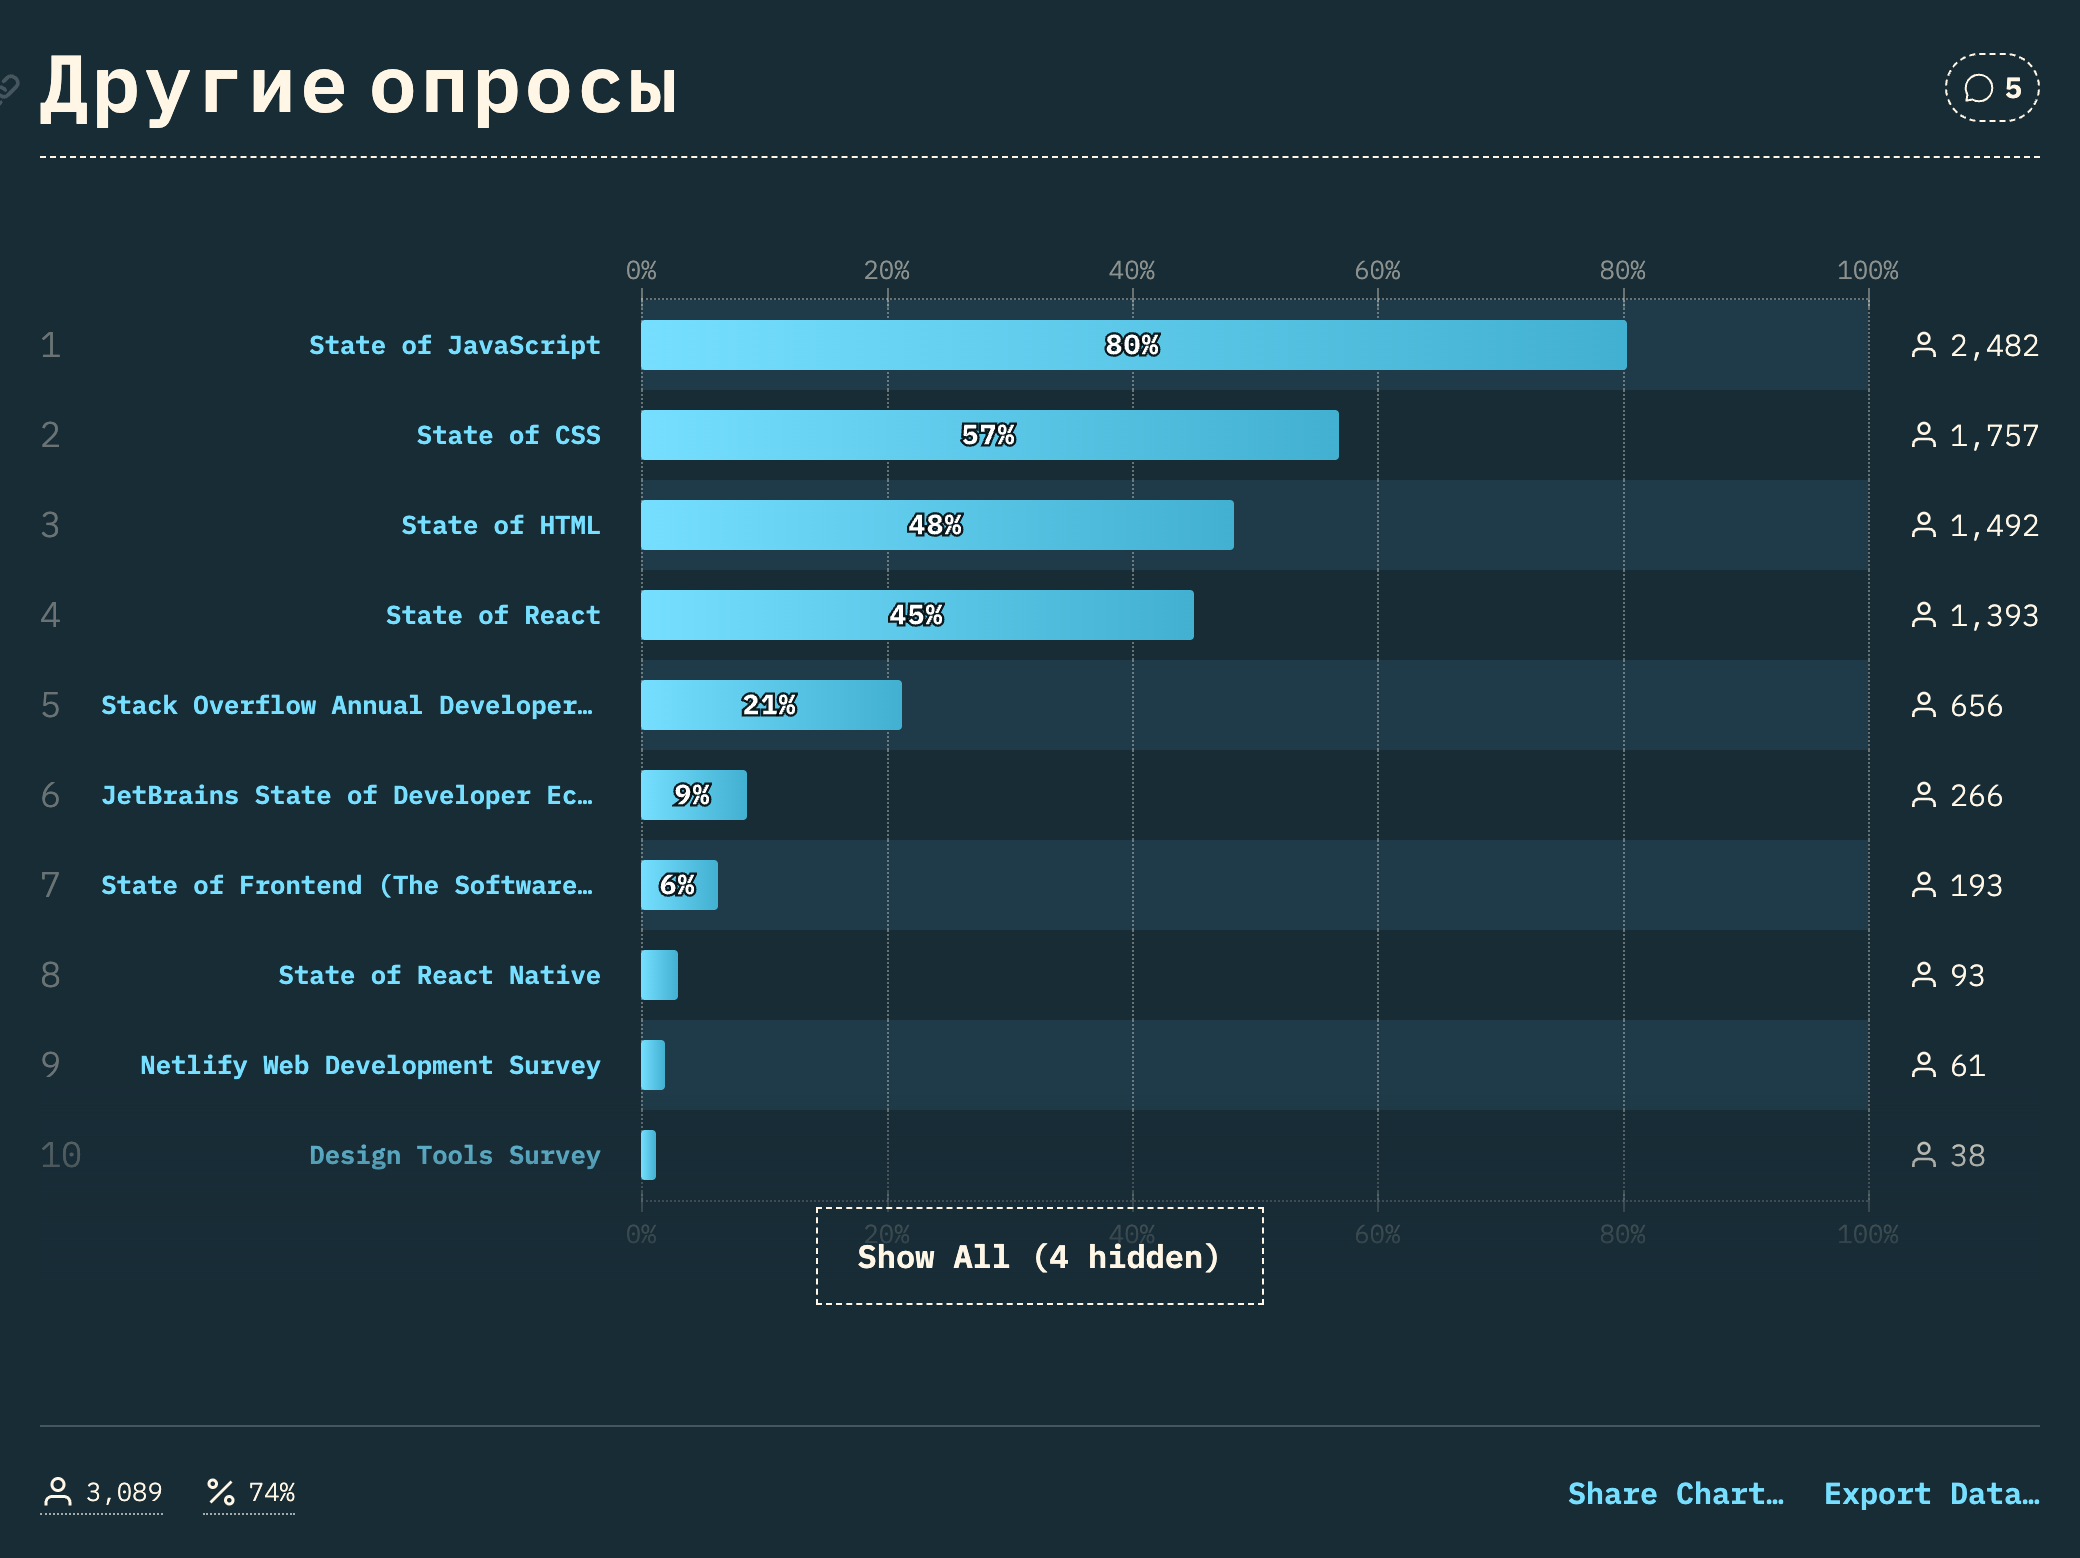 Другие опросы
5
0% 20% 40% 60% 80% 100%
1 State of JavaScript 80% 2,482
2 State of CSS 57% 1,757
3 State of HTML 48% 1,492
4 State of React 45% 1,393
5 Stack Overflow Annual Developer… 21% 656
6 JetBrains State of Developer Ec… 9% 266
7 State of Frontend (The Software… 6% 193
8 State of React Native 93
9 Netlify Web Development Survey 61
10 Design Tools Survey 38
0% 20% 40% 60% 80% 100%
Show All (4 hidden)
3,089 % 74% Share Chart… Export Data…